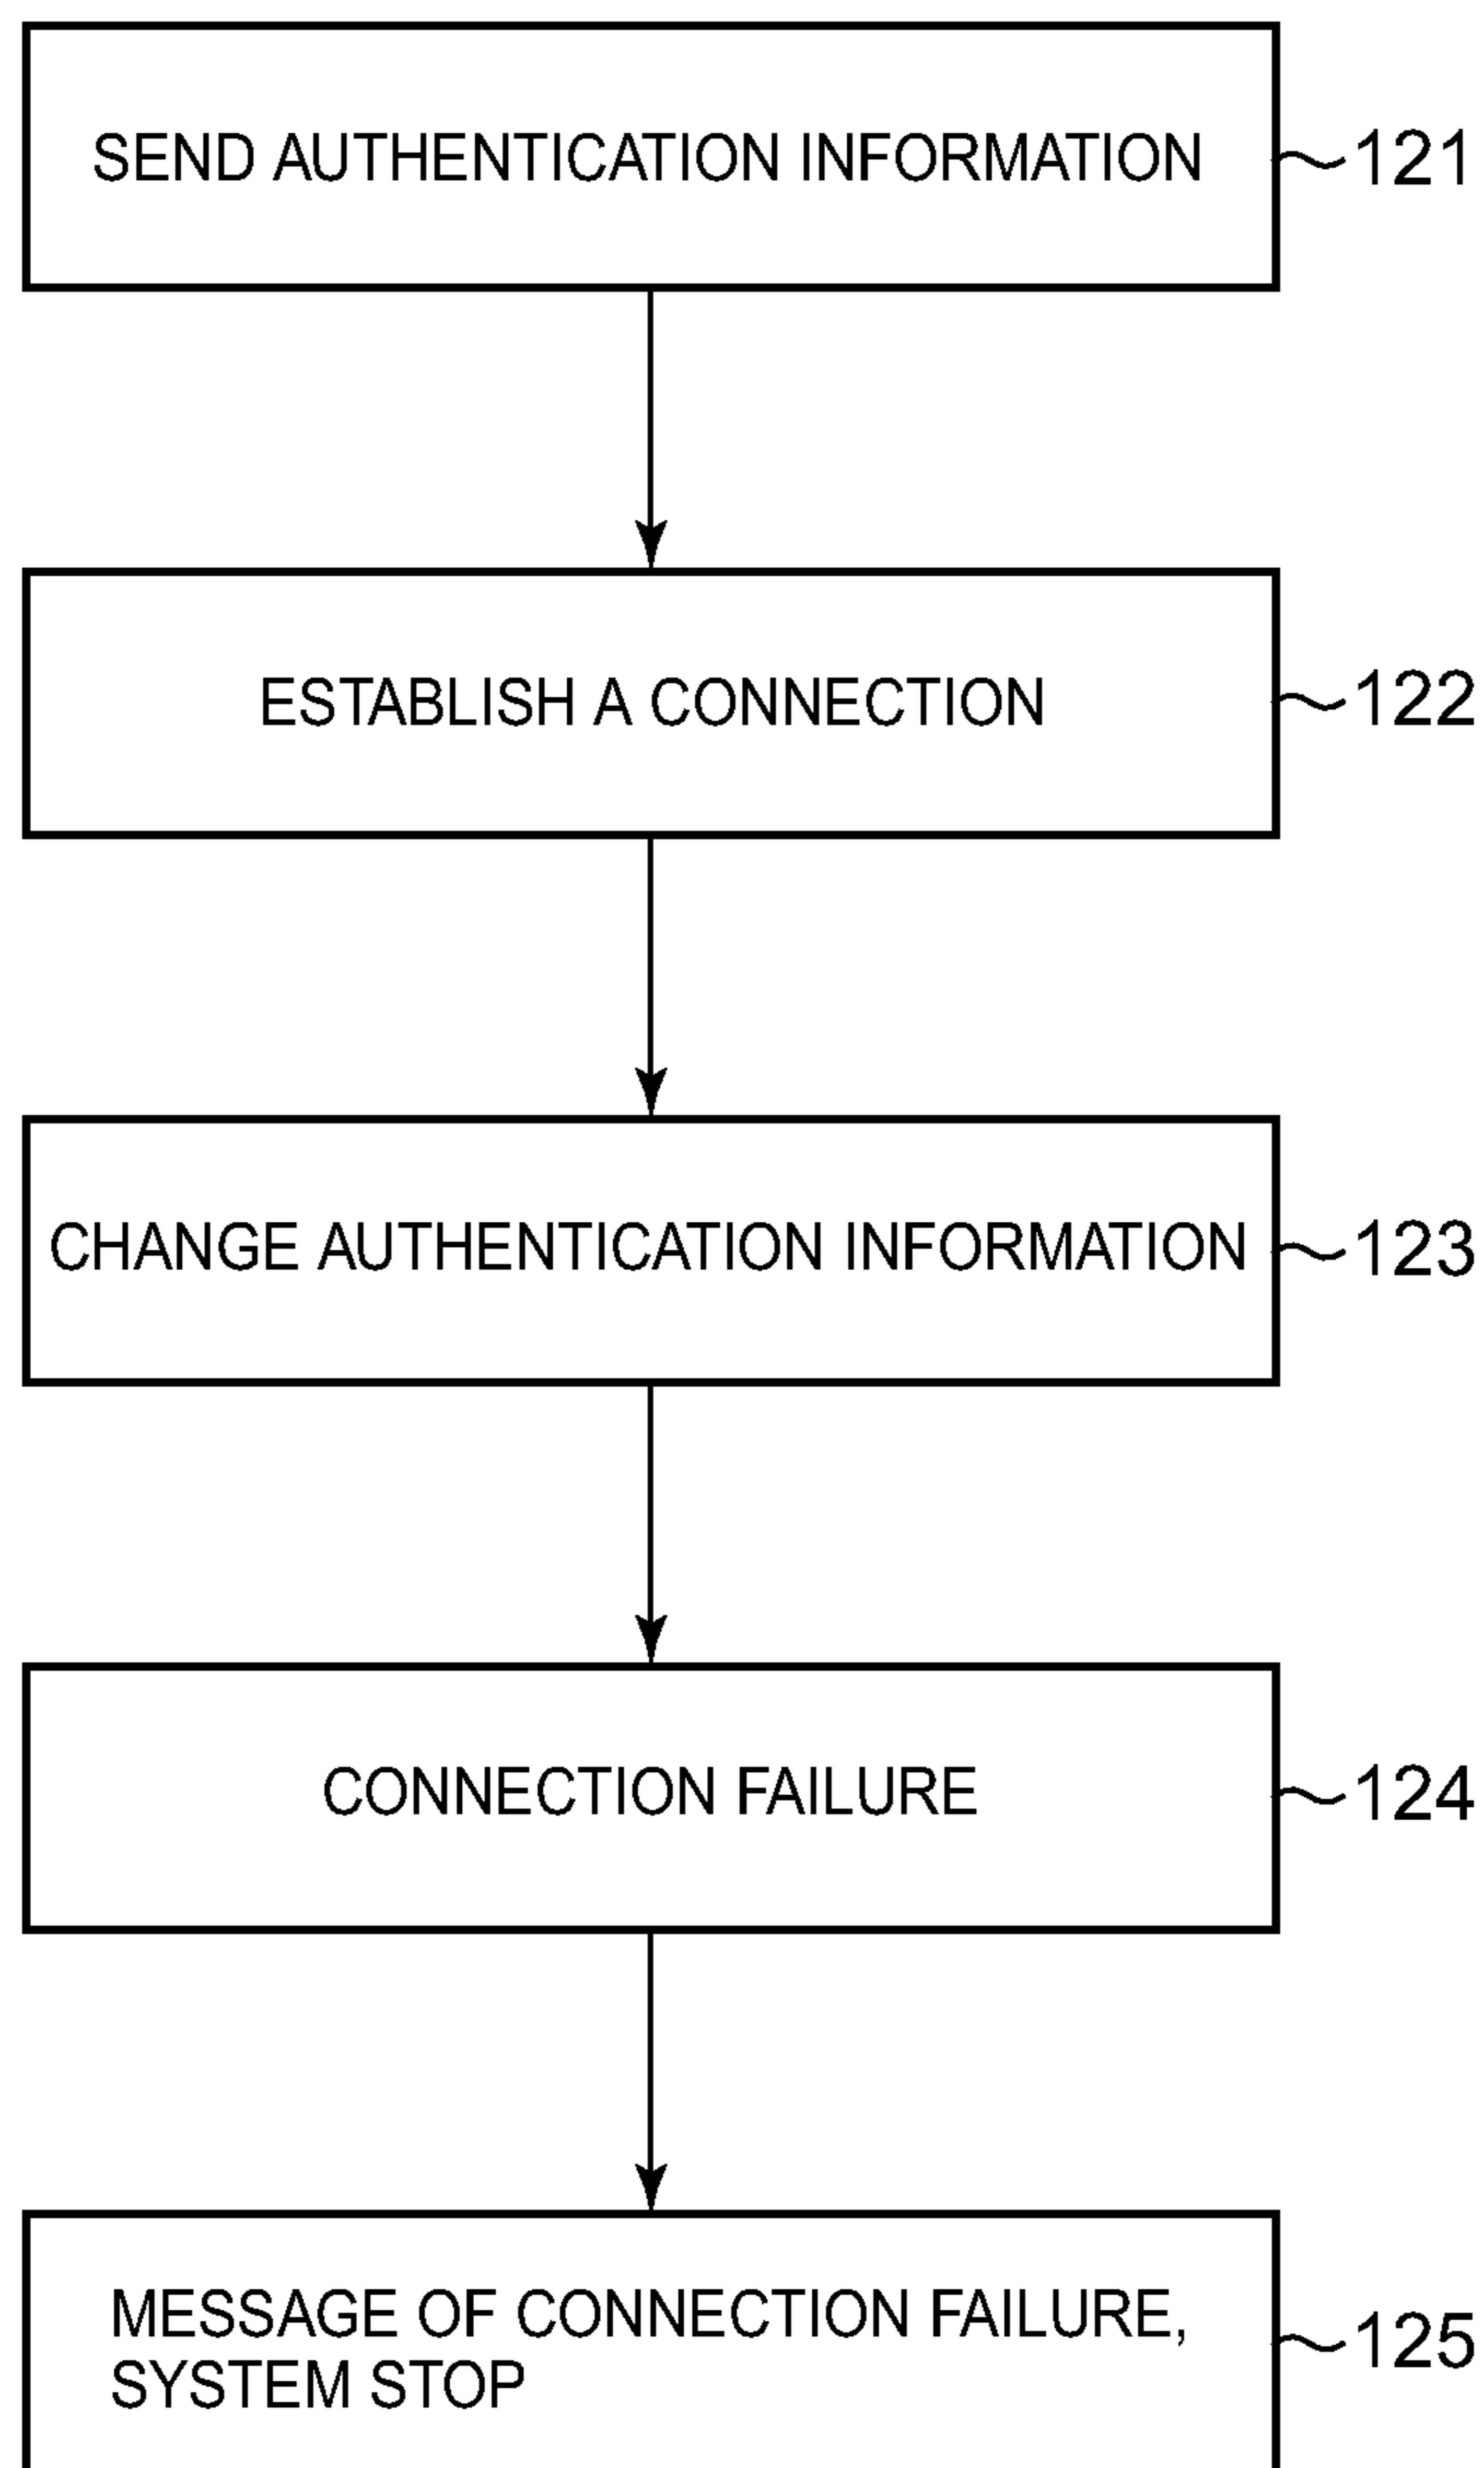 SEND AUTHENTICATION INFORMATION
121
ESTABLISH A CONNECTION
122
CHANGE AUTHENTICATION INFORMATION
123
CONNECTION FAILURE
124
MESSAGE OF CONNECTION FAILURE,
SYSTEM STOP
125